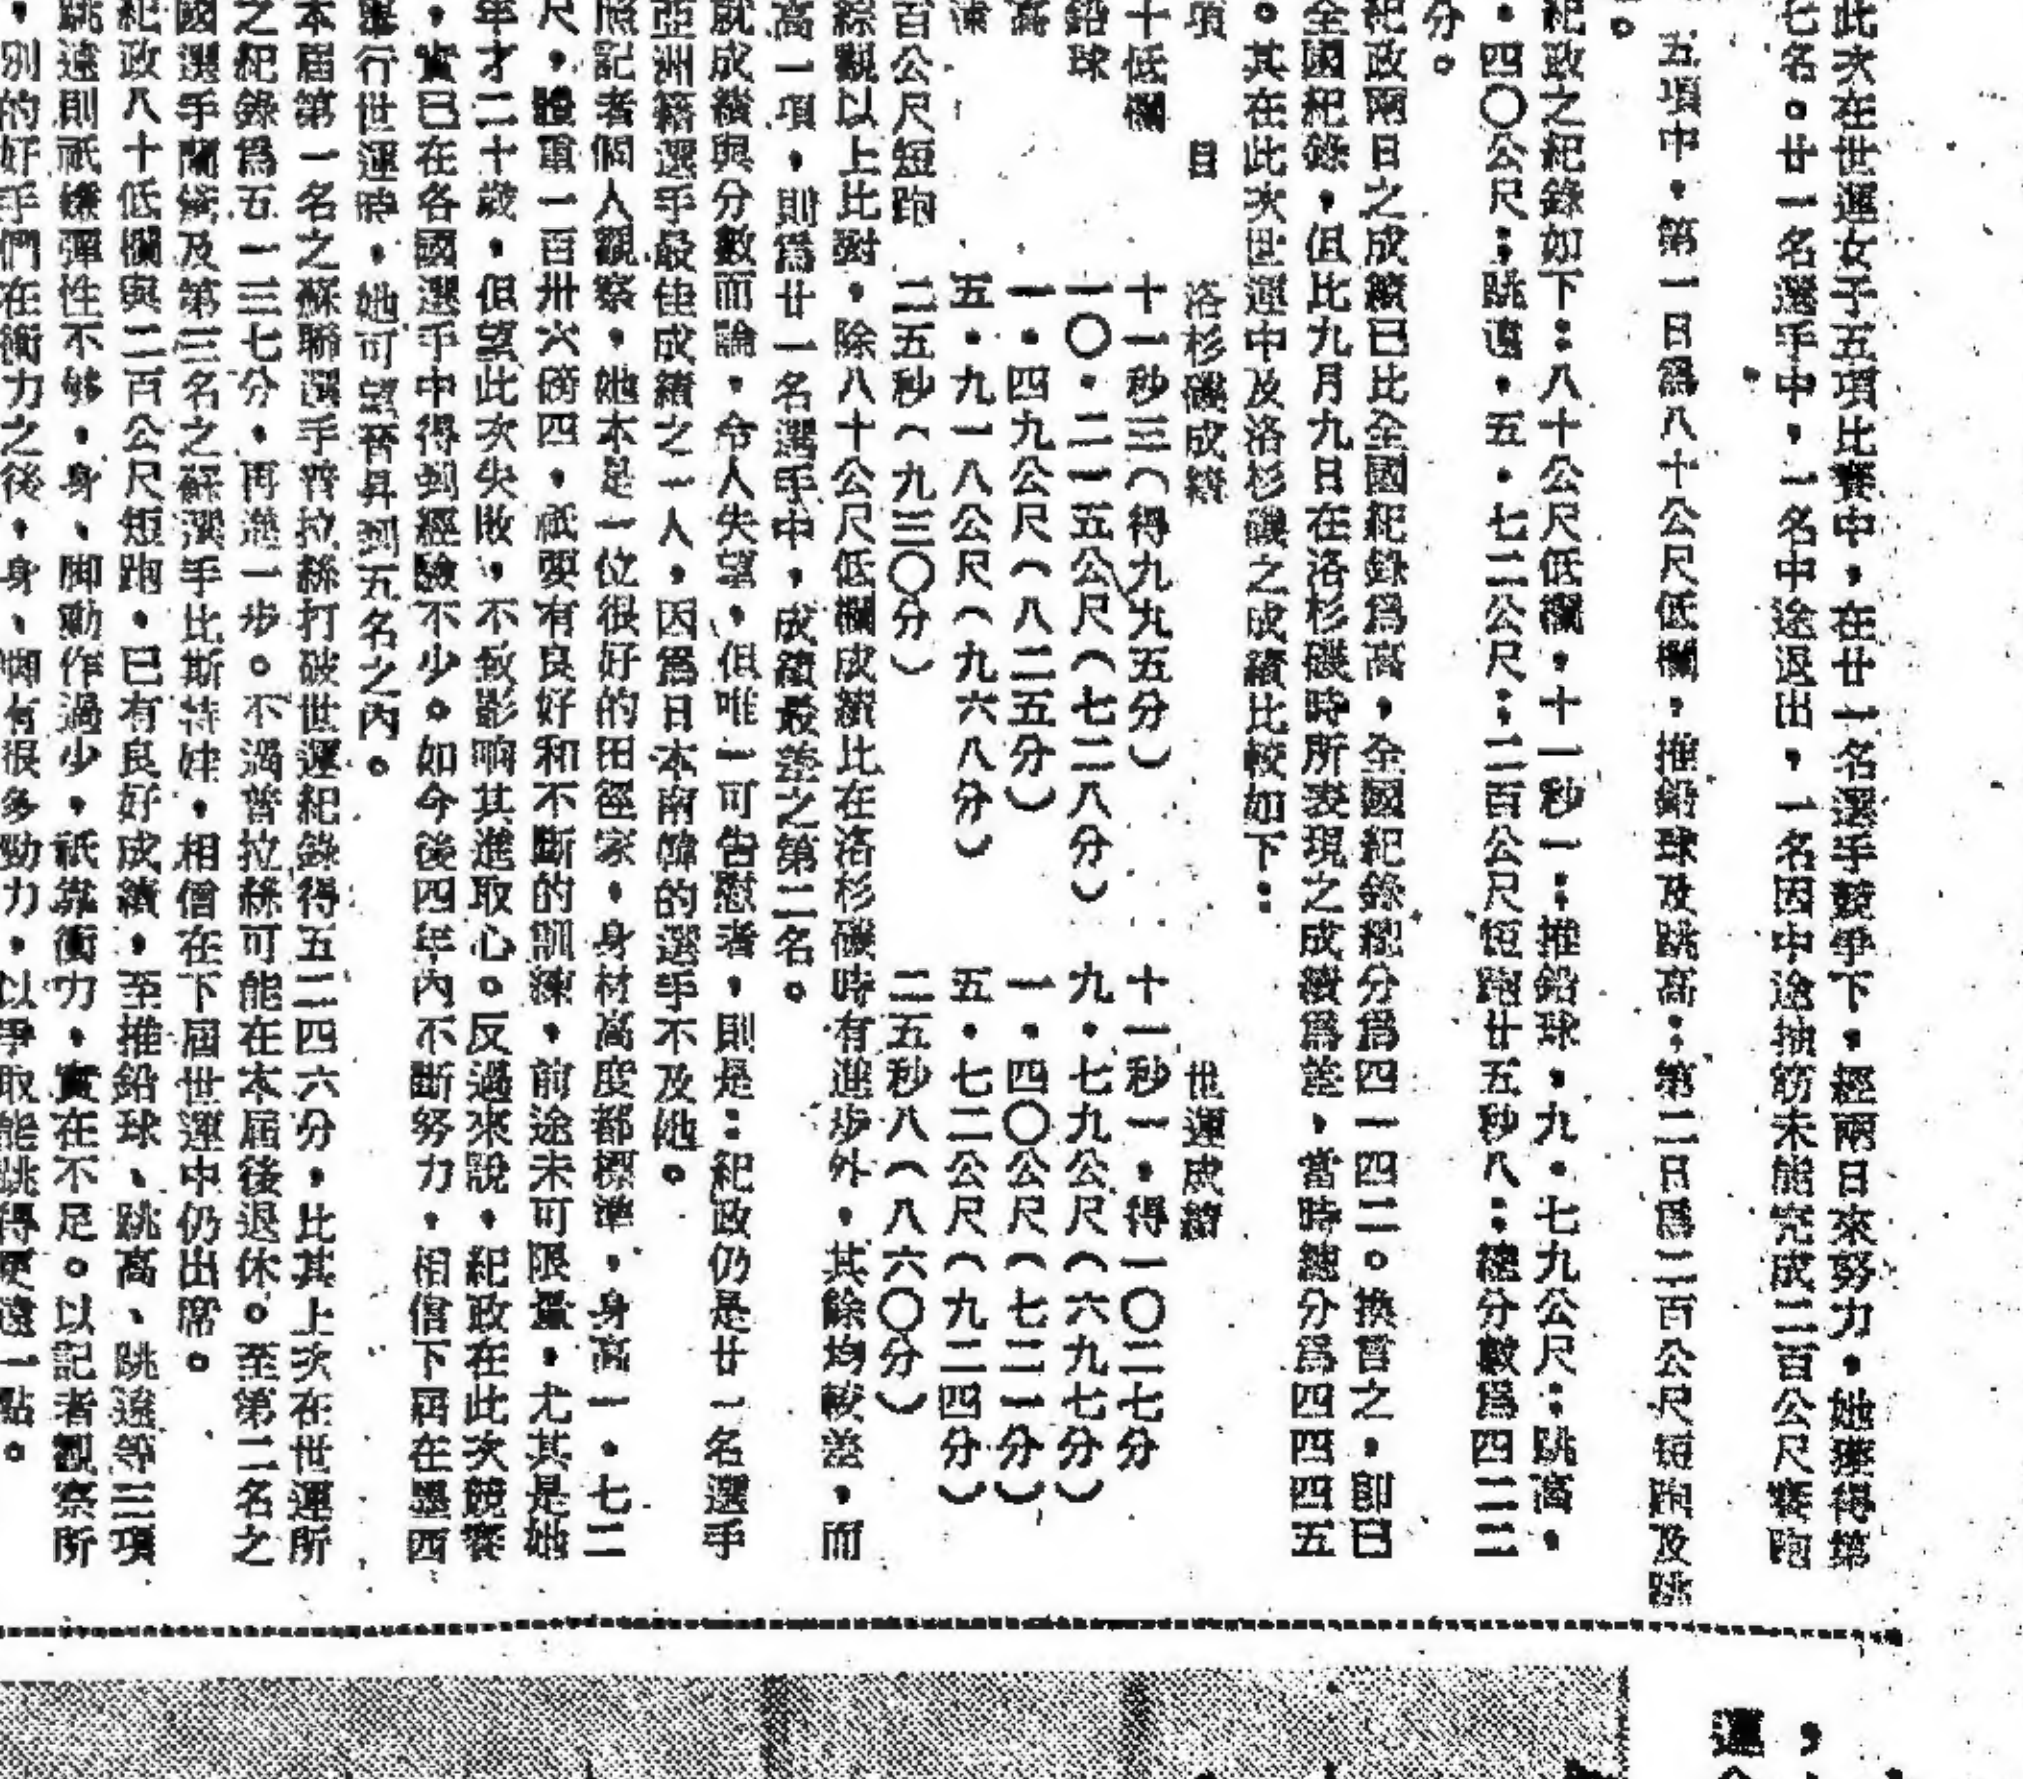 此次在世運女子五項比賽中，在廿一名選手競爭下，經兩日來努力，她獲得第
七名。廿一名選手中，一名中途退出，一名因中途抽筋未能完成二百公尺賽跑
。
五項中，第一日為八十公尺低欄，推鉛球及跳高；第二日為二百公尺短跑及跳
。
紀政之紀錄如下：八十公尺低欄，十一秒一；推鉛球，九．七九公尺；跳高，
．四〇公尺；跳遠，五．七二公尺；二百公尺短跑廿五秒八；總分數為四二二
分。
紀政兩日之成績已比全國紀錄為高，全國紀錄總分為四一四二。換言之，即已
全國紀錄，但比九月九日在洛杉磯時所表現之成績為差，當時總分為四四四五
。其在此次世運中及洛杉磯之成績比較如下：
項　目　洛杉磯成績　世運成績
十低欄　十一秒三（得九九五分）　十一秒一，得一〇二七分
鉛球　一〇．二一五公尺（七二八分）　九．七九公尺（六九七分）
高　一．四九公尺（八二五分）　一．四〇公尺（七二一分）
遠　五．九一八公尺（九六八分）　五．七二公尺（九二四分）
百公尺短跑　二五秒（九三〇分）　二五秒八（八六〇分）
綜觀以上比對，除八十公尺低欄成績比在洛杉磯時有進步外，其餘均較差，而
高一項，則為廿一名選手中，成績最差之第二名。
就成績與分數而論，令人失望，但唯一可告慰者，則是：紀政仍是廿一名選手
亞洲籍選手最佳成績之一人，因為日本南韓的選手不及她。
照記者個人觀察，她本是一位很好的田徑家，身材高度都標準，身高一．七二
尺，體重一百卅六磅四，祇要有良好和不斷的訓練，前途未可限量，尤其是她
年才二十歲，但望此次失敗，不致影响其進取心。反過來說，紀政在此次競賽
，實已在各國選手中得到經驗不少。如今後四年內不斷努力，相信下屆在墨西
舉行世運時，她可望晉昇到五名之內。
本屆第一名之蘇聯選手普拉絲打破世運紀錄得五二四六分，比其上次在世運所
之紀錄為五一三七分，再進一步。不過普拉絲可能在本屆後退休。至第二名之
國選手蘭黛及第三名之蘇選手比斯特娃，相信在下屆世運中仍出席。
紀政八十低欄與二百公尺短跑，已有良好成績，至推鉛球、跳高、跳遠等三項
跳遠則祇嫌彈性不够，身、脚動作過少，祇靠衝力，實在不足。以記者觀察所
，別的好手們在衝力之後，身、脚有很多勁力，以爭取能跳得更遠一點。
，
運